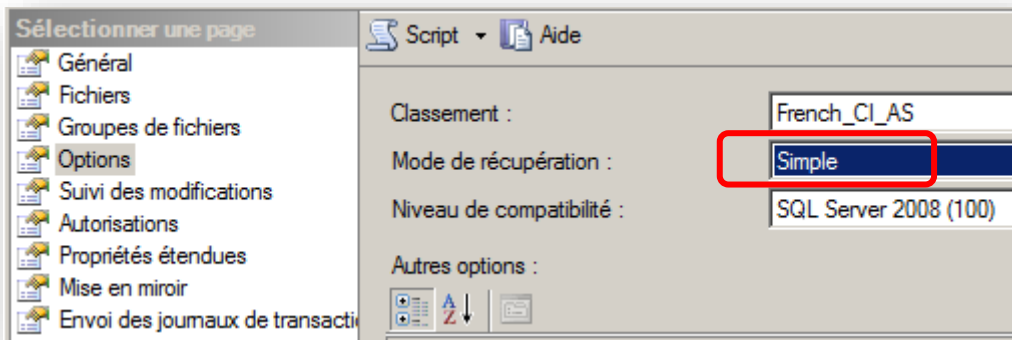 Sélectionner une page
Général
Fichiers
Groupes de fichiers
Options
Suivi des modifications
Autorisations
Propriétés étendues
Mise en miroir
Envoi des journaux de transacti
Script Aide
Classement : French_CI_AS
Mode de récupération : Simple
Niveau de compatibilité : SQL Server 2008 (100)
Autres options :
A
Z